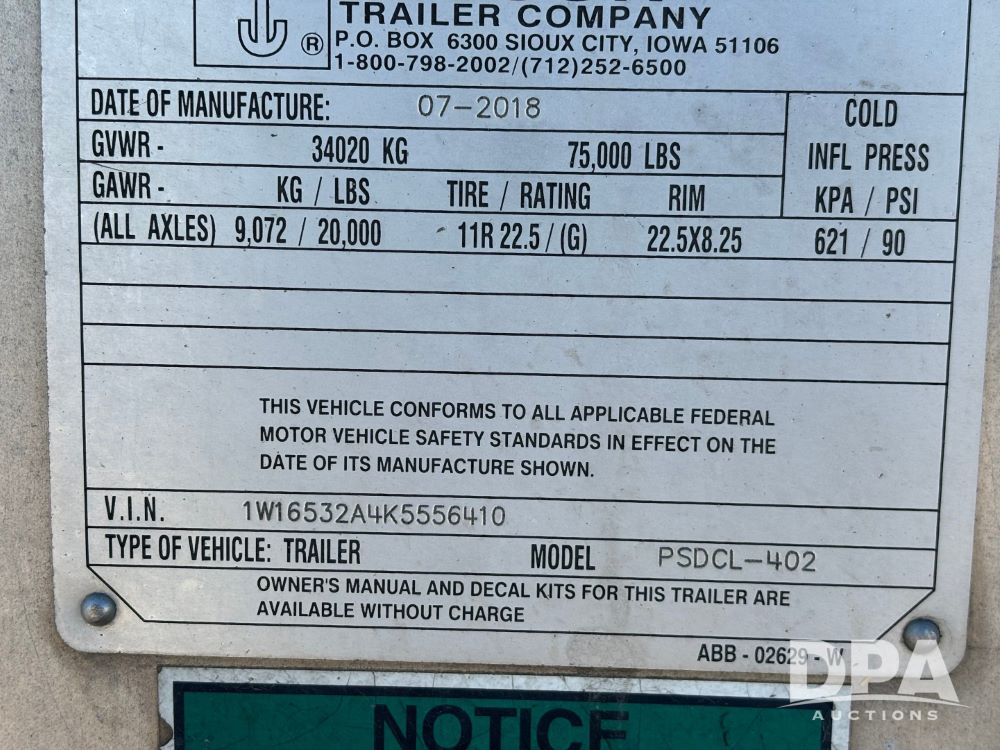 TRAILER COMPANY
®
P.O. BOX 6300 SIOUX CITY, IOWA 51106
1-800-798-2002/(712)252-6500
DATE OF MANUFACTURE: 07-2018 COLD
GVWR - 34020 KG 75,000 LBS INFL PRESS
GAWR - KG / LBS TIRE / RATING RIM KPA / PSI
(ALL AXLES) 9,072 / 20,000 11R 22.5 / (G) 22.5X8.25 621 / 90
THIS VEHICLE CONFORMS TO ALL APPLICABLE FEDERAL
MOTOR VEHICLE SAFETY STANDARDS IN EFFECT ON THE
DATE OF ITS MANUFACTURE SHOWN.
V.I.N. 1W16532A4K5556410
TYPE OF VEHICLE: TRAILER MODEL PSDCL-402
OWNER'S MANUAL AND DECAL KITS FOR THIS TRAILER ARE
AVAILABLE WITHOUT CHARGE
ABB - 02629 - W
DPA
AUCTIONS
NOTICE